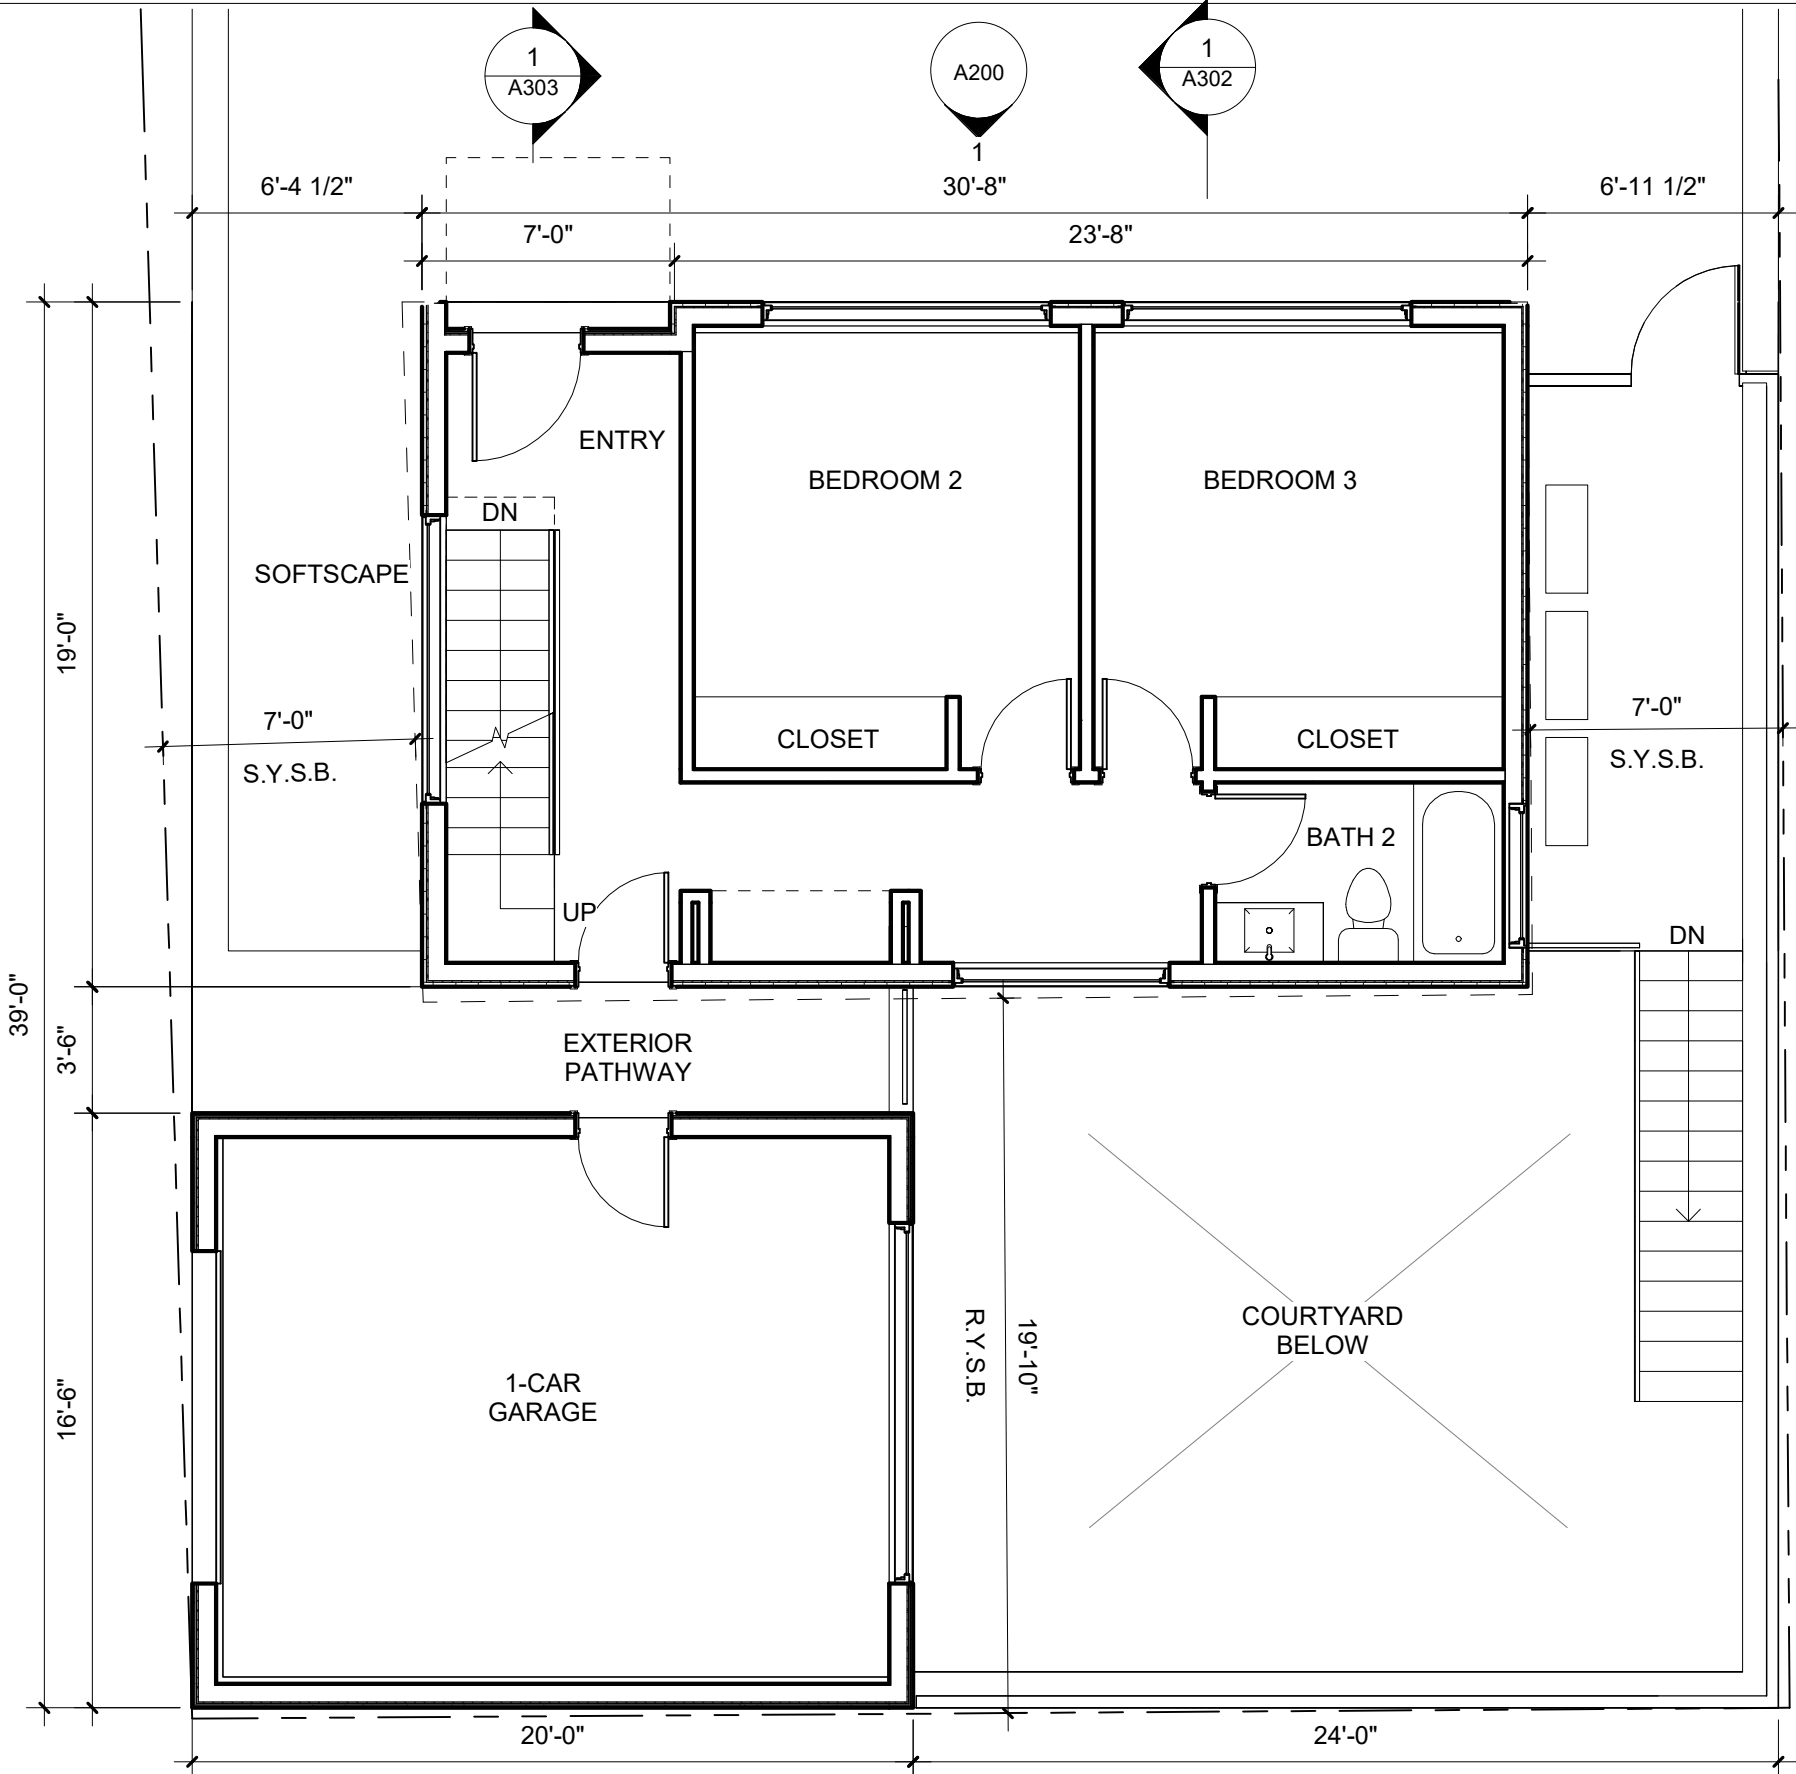 1
A303
A200
1
1
A302
6'-4 1/2"
30'-8"
6'-11 1/2"
7'-0"
23'-8"
ENTRY
BEDROOM 2
BEDROOM 3
DN
SOFTSCAPE
19'-0"
7'-0"
S.Y.S.B.
CLOSET
CLOSET
7'-0"
S.Y.S.B.
BATH 2
UP
DN
39'-0"
3'-6"
EXTERIOR
PATHWAY
16'-6"
1-CAR
GARAGE
R.Y.S.B.
19'-10"
COURTYARD
BELOW
20'-0"
24'-0"